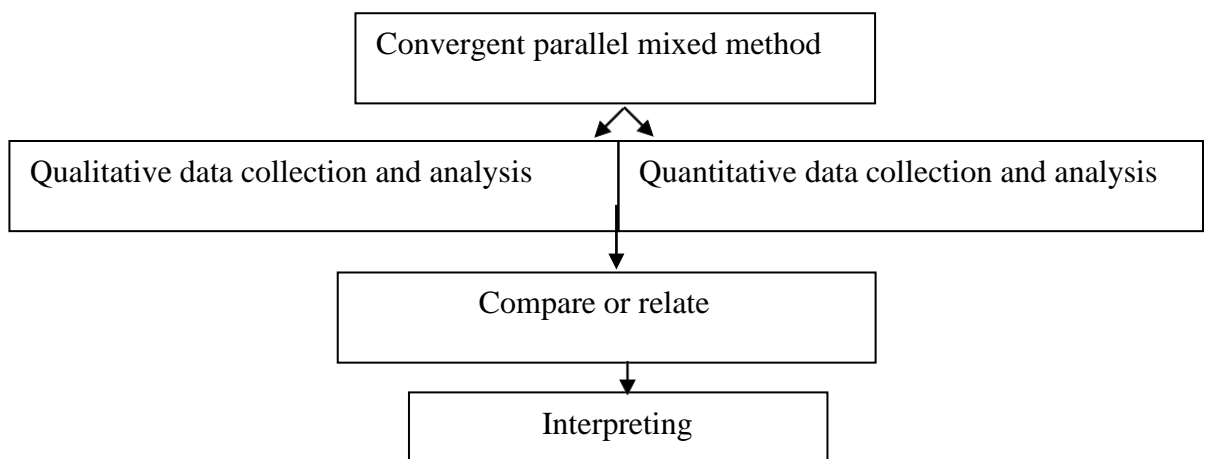 Convergent parallel mixed method
Qualitative data collection and analysis
Quantitative data collection and analysis
Compare or relate
Interpreting